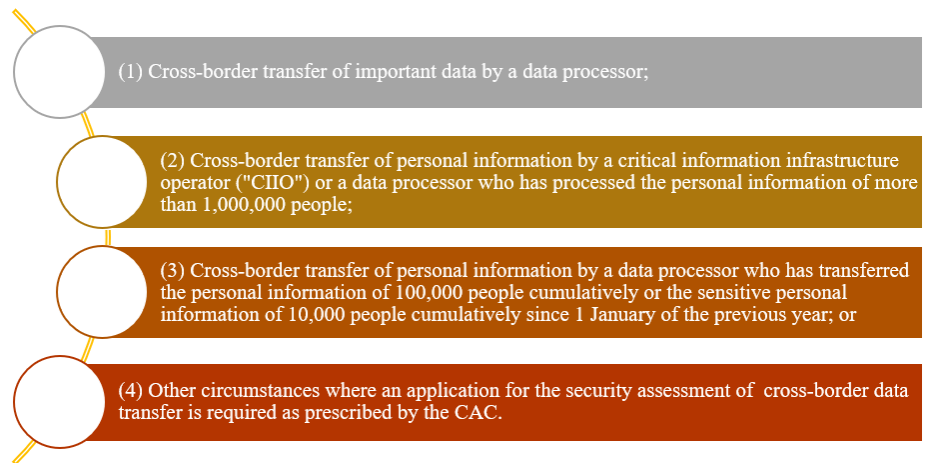 (1) Cross-border transfer of important data by a data processor;
(2) Cross-border transfer of personal information by a critical information infrastructure
operator ("CIIO") or a data processor who has processed the personal information of more
than 1,000,000 people;
(3) Cross-border transfer of personal information by a data processor who has transferred
the personal information of 100,000 people cumulatively or the sensitive personal
information of 10,000 people cumulatively since 1 January of the previous year; or
(4) Other circumstances where an application for the security assessment of  cross-border data
transfer is required as prescribed by the CAC.